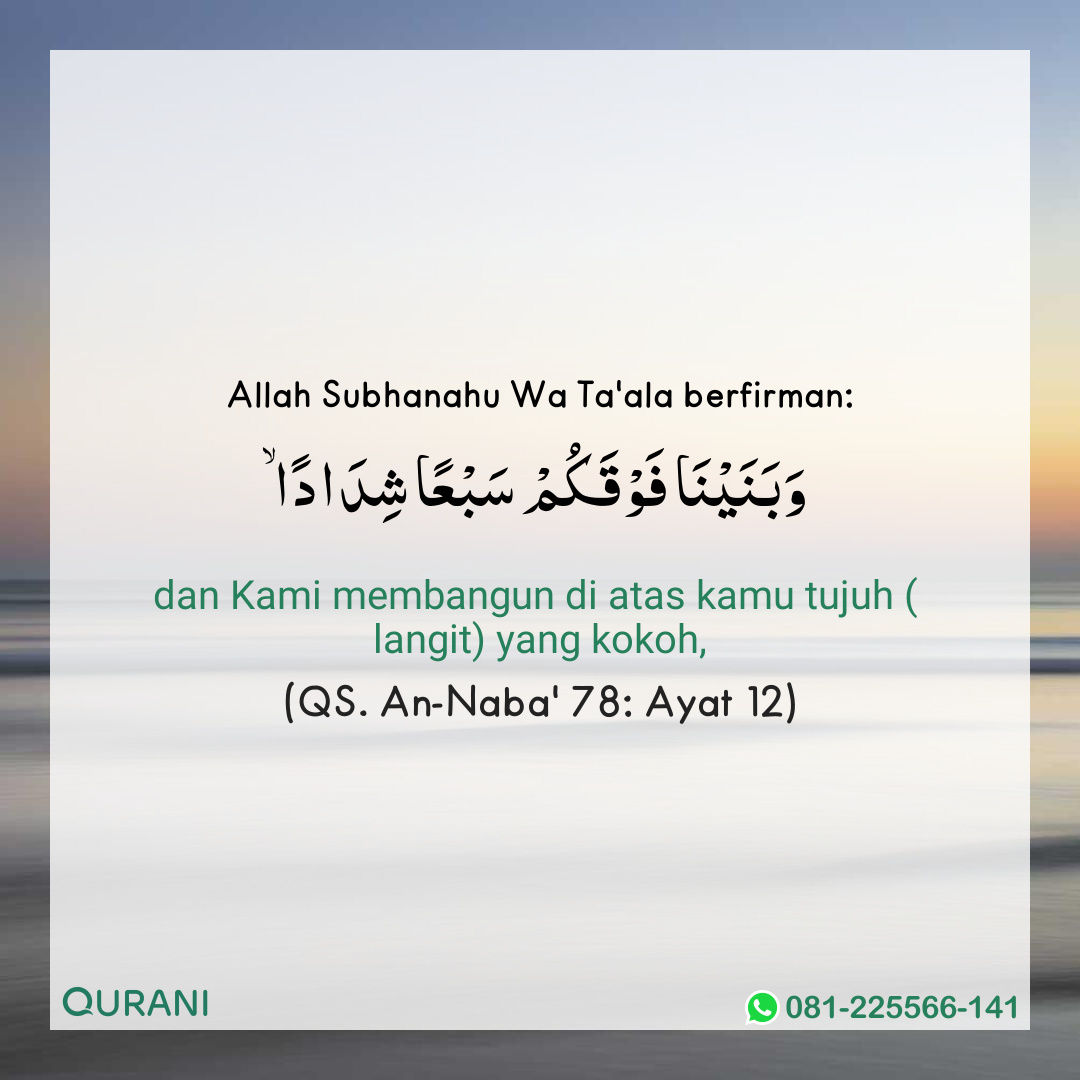 Allah Subhanahu Wa Ta'ala berfirman:
وَبَنَيْنَا فَوْقَكُمْ سَبْعًا شِدَادًاۙ
dan Kami membangun di atas kamu tujuh (
langit) yang kokoh,
(QS. An-Naba' 78: Ayat 12)
QURANI
081-225566-141